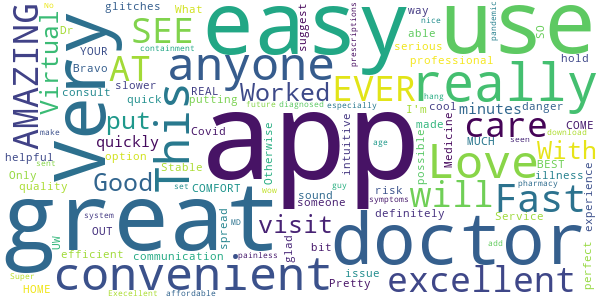 no
glitches
What
easy
use
AMAZING
Virtual
Dr
very
SEE
suggest
way
nice
prescriptions
pandemic
YOUR
able
SO
Bravo
containment
AT
anyone
serious
professional
hold
consult
slower
REAL
This
Worked
EVER
really
put
quick
putting
I'm
cool
minutes
danger
hang
quickly
Covid
app
intuitive
possible
made
Medicine
care
COME
helpful
option
future
diagnosed
especially
age
MUCH
seen
download
make
Good
Stable
Otherwise
Love
With
BEST
Only
sent
set
COMFORT
sound
guy
risk
symptoms
will
illness
experience
quality
great
someone
definitely
Fast
pharmacy
UW
system
OUT
spread
visit
doctor
Service
perfect
efficient
communication
painless
Wow
MD
glad
bit
issue
add
HOME
convenient
Pretty
excellent
Super
Execellent
affordable